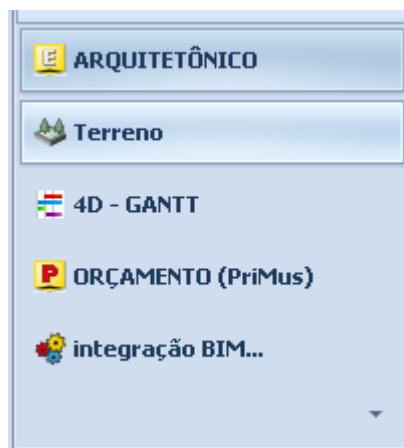 E ARQUITETÔNICO
Terreno
4D - GANTT
P ORÇAMENTO (PriMus)
integração BIM...